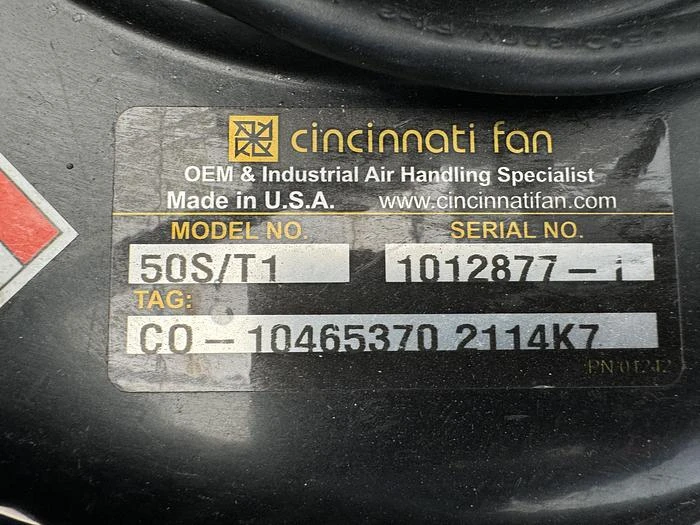 cincinnati fan
OEM & Industrial Air Handling Specialist
Made in U.S.A. www.cincinnatifan.com
MODEL NO. SERIAL NO.
50S/T1 1012877-1
TAG:
CO-10465370 2114K7
PN 01242